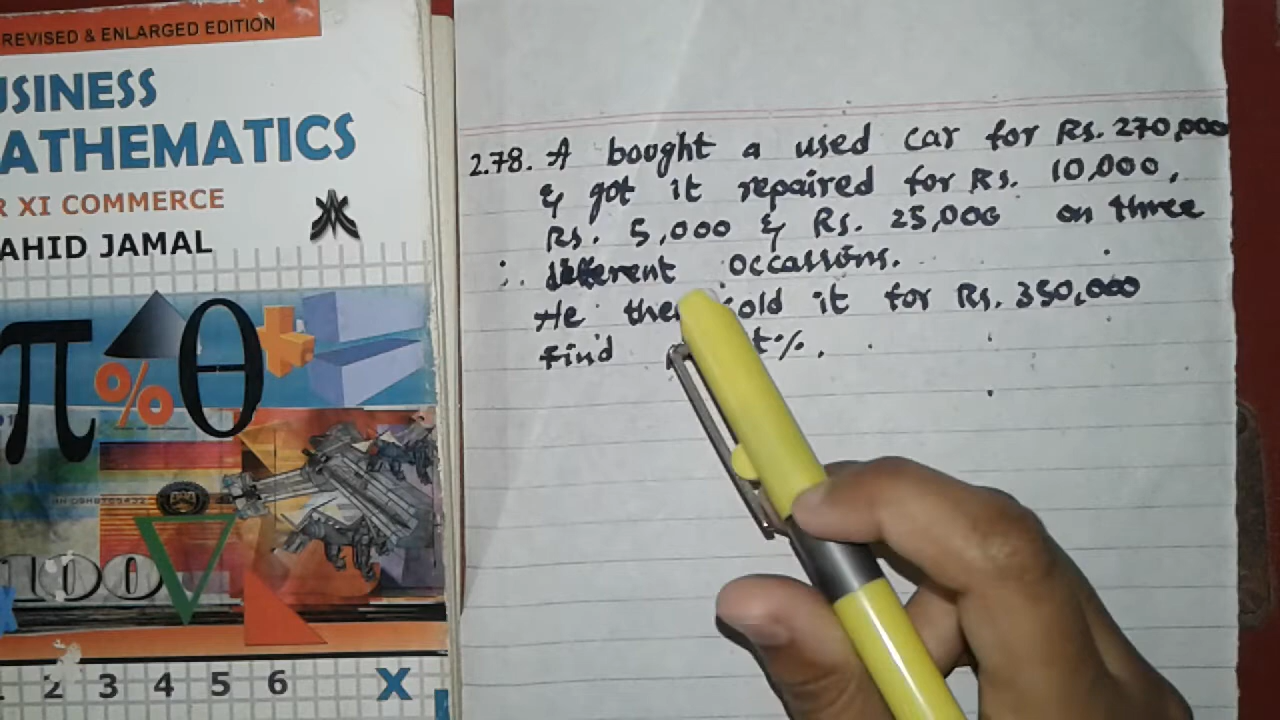 REVISED & ENLARGED EDITION
USINESS
ATHEMATICS
R XI COMMERCE
AHID JAMAL
π % θ +
100
2 3 4 5 6 X
2.78. A bought a used car for Rs. 270,000
& got it repaired for Rs. 10,000,
Rs. 5,000 & Rs. 25,000 on three
∴ different occassions.
He then sold it for Rs. 350,000
find t%.